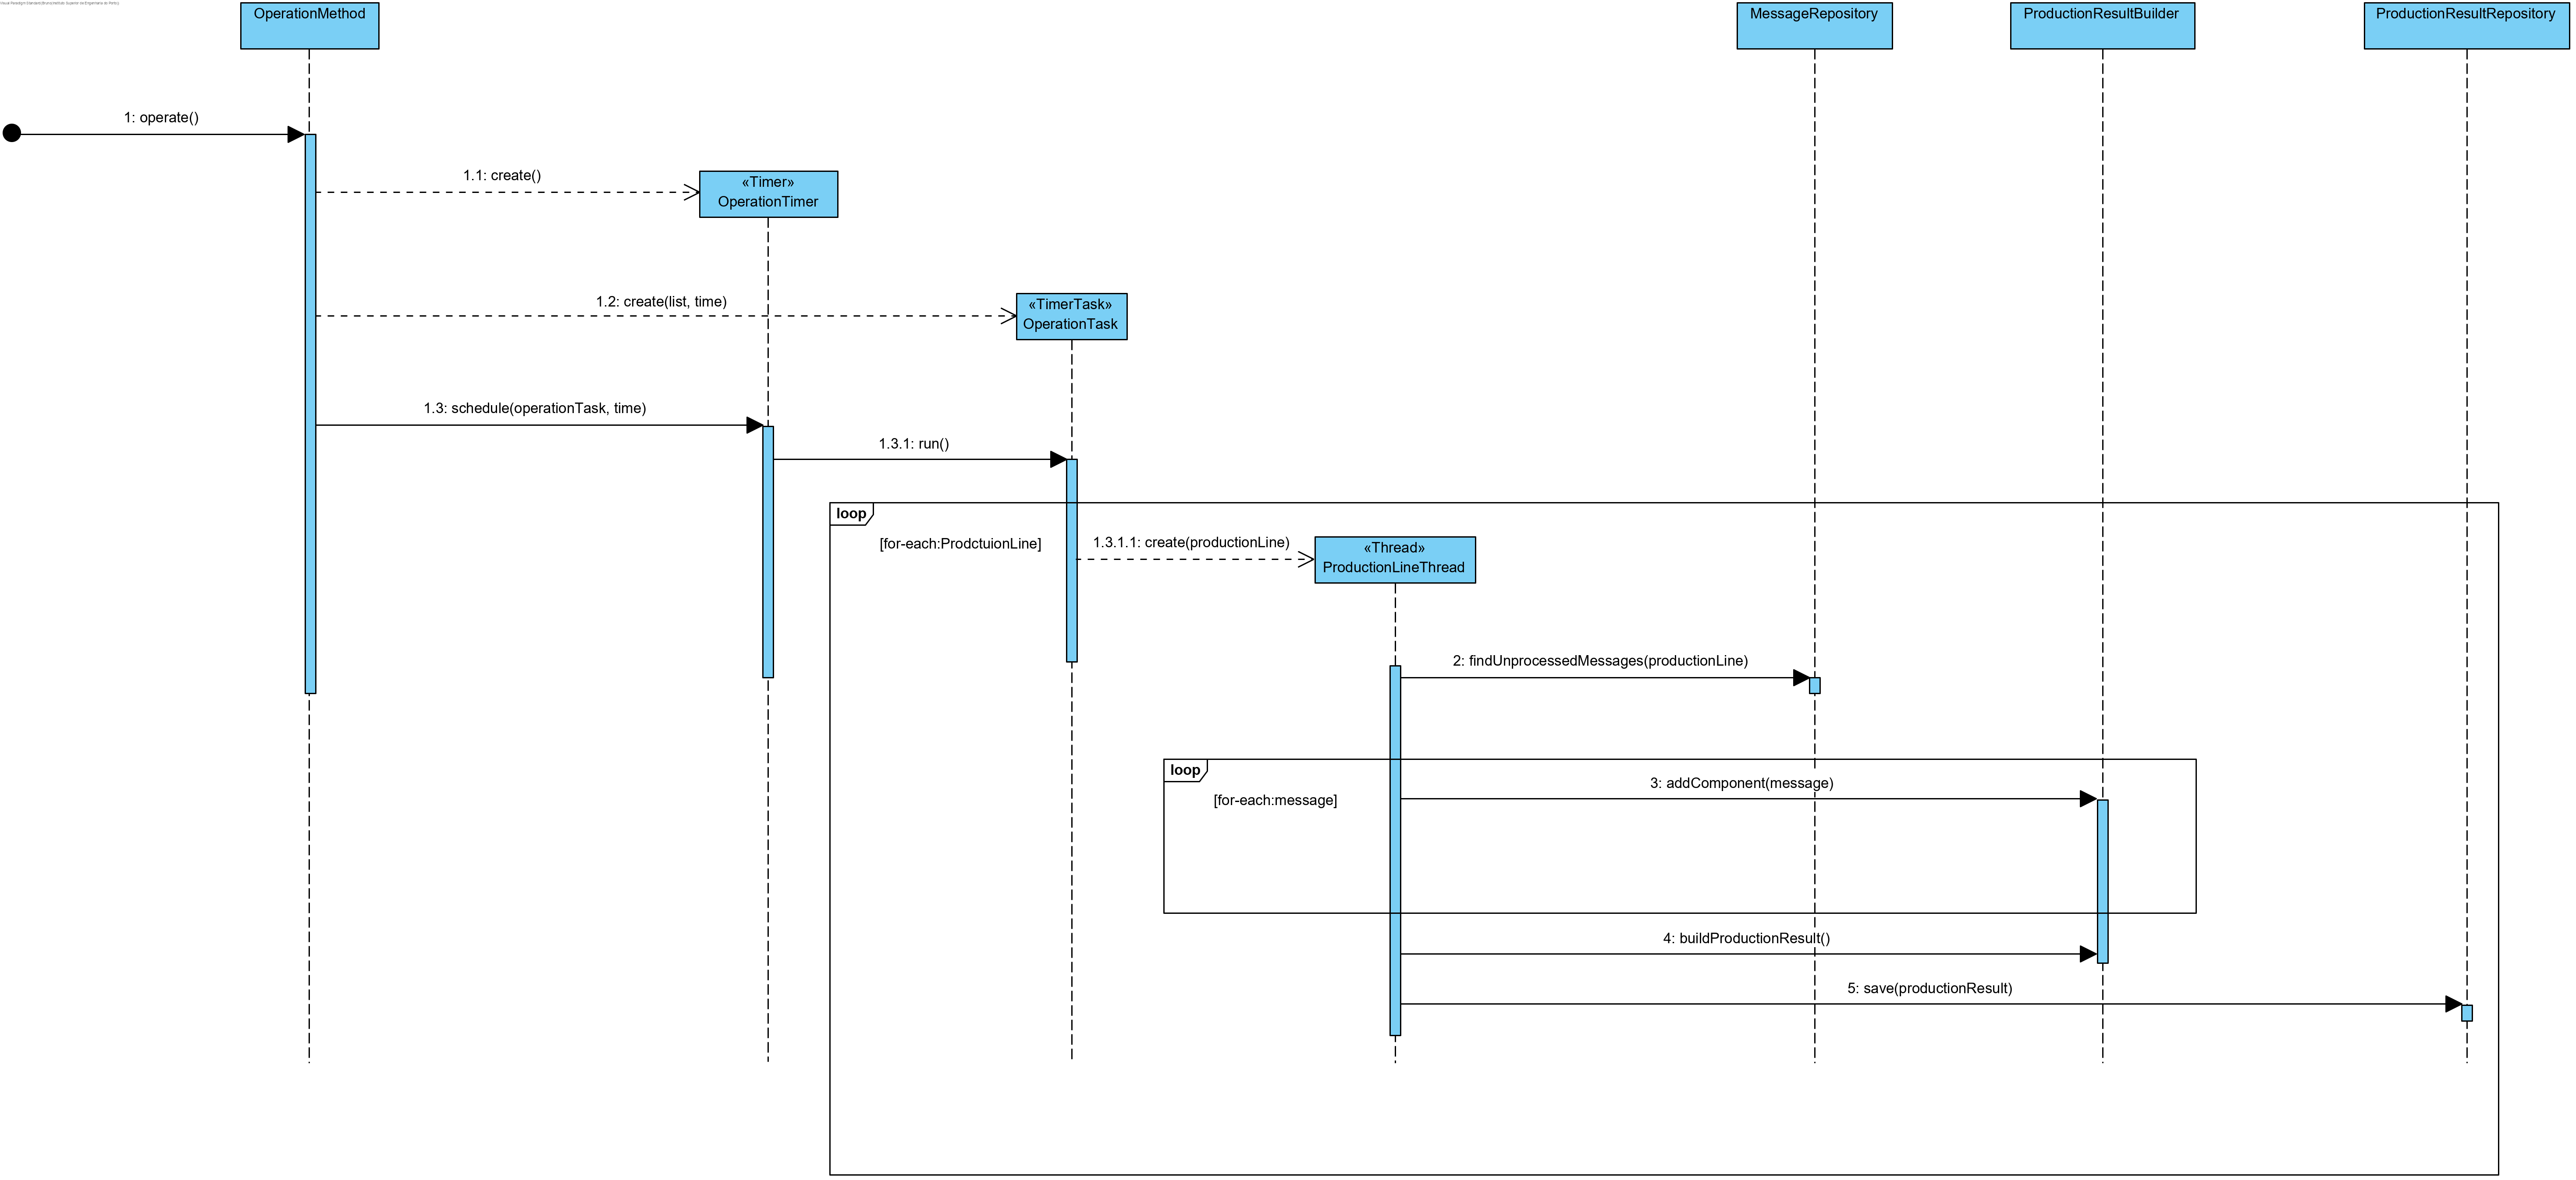 OperationMethod
MessageRepository
ProductionResultBuilder
ProductionResultRepository
1: operate()
1.1: create()
«Timer»
OperationTimer
1.2: create(list, time)
«TimerTask»
OperationTask
1.3: schedule(operationTask, time)
1.3.1: run()
loop
[for-each:ProdctuionLine]
1.3.1.1: create(productionLine)
«Thread»
ProductionLineThread
2: findUnprocessedMessages(productionLine)
loop
[for-each:message]
3: addComponent(message)
4: buildProductionResult()
5: save(productionResult)